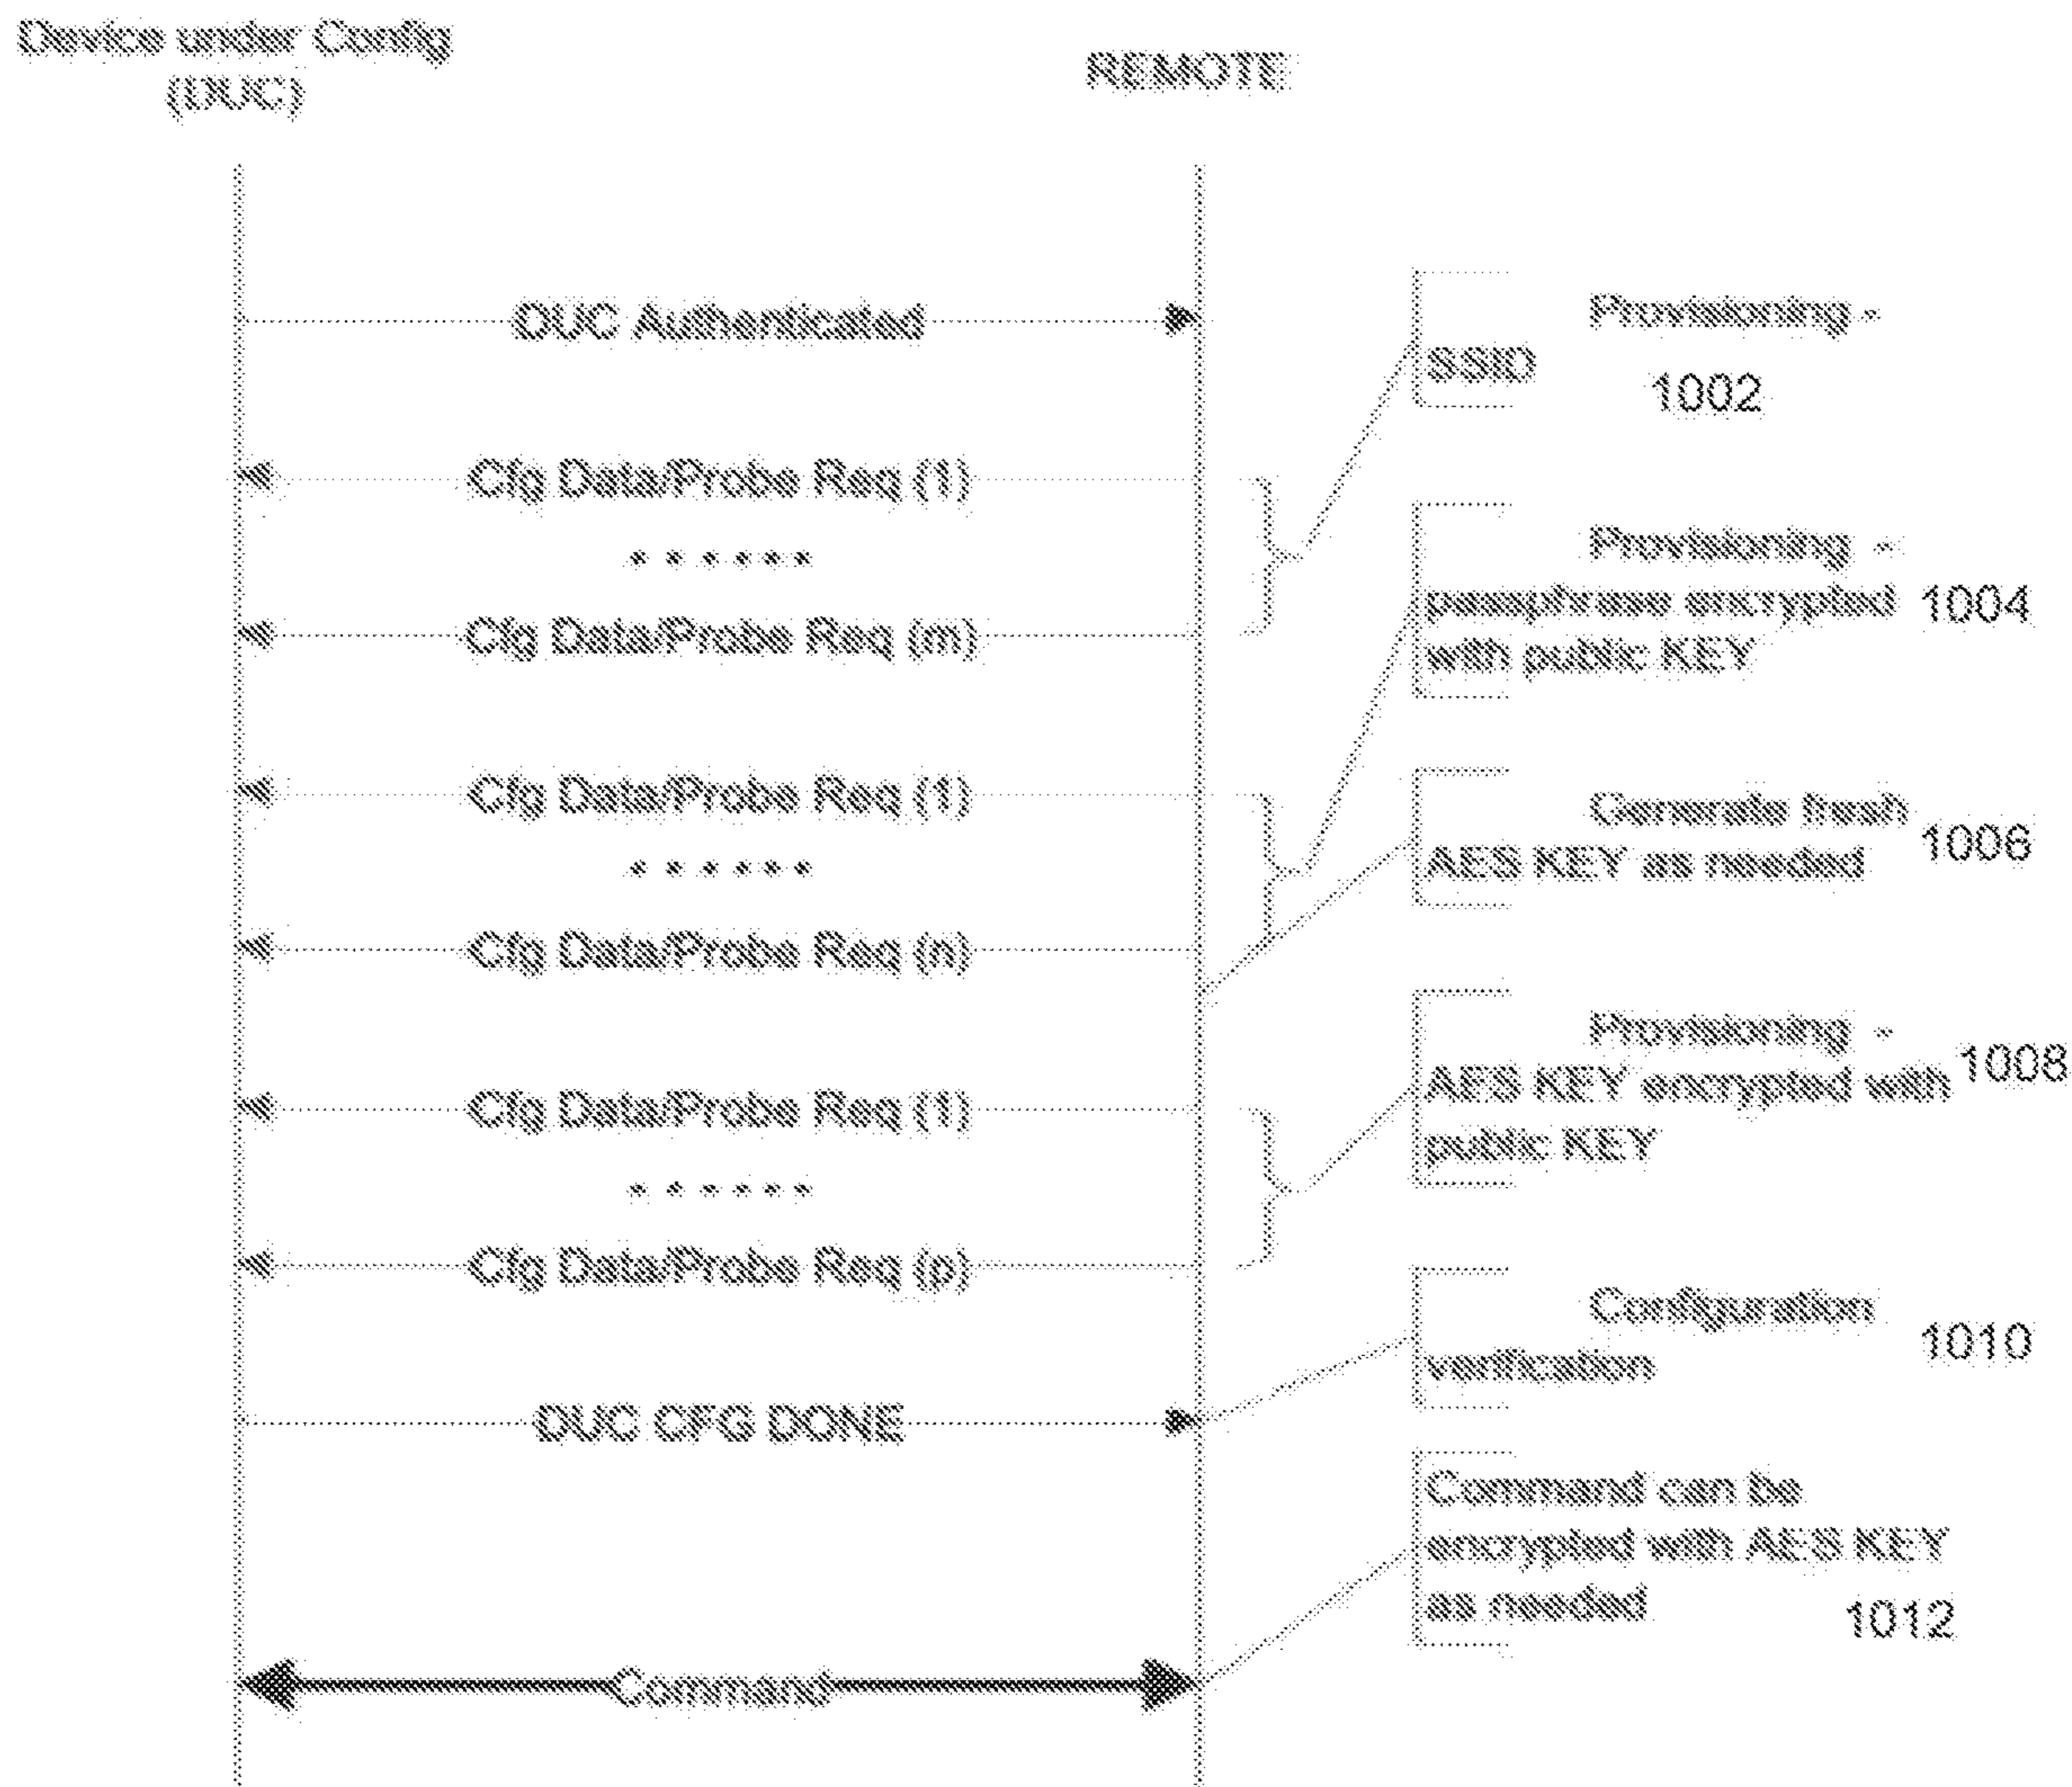 Device under Config
(DUC)
REMOTE
DUC Authenticated
Provisioning -
SSID
1002
Cfg Data/Probe Req (1)
Cfg Data/Probe Req (m)
Provisioning -
passphrase encrypted
with public KEY
1004
Cfg Data/Probe Req (1)
Cfg Data/Probe Req (n)
Generate fresh
AES KEY as needed
1006
Cfg Data/Probe Req (1)
Cfg Data/Probe Req (p)
Provisioning -
AES KEY encrypted with
public KEY
1008
Configuration
verification
1010
DUC CFG DONE
Command can be
encrypted with AES KEY
as needed
1012
Command